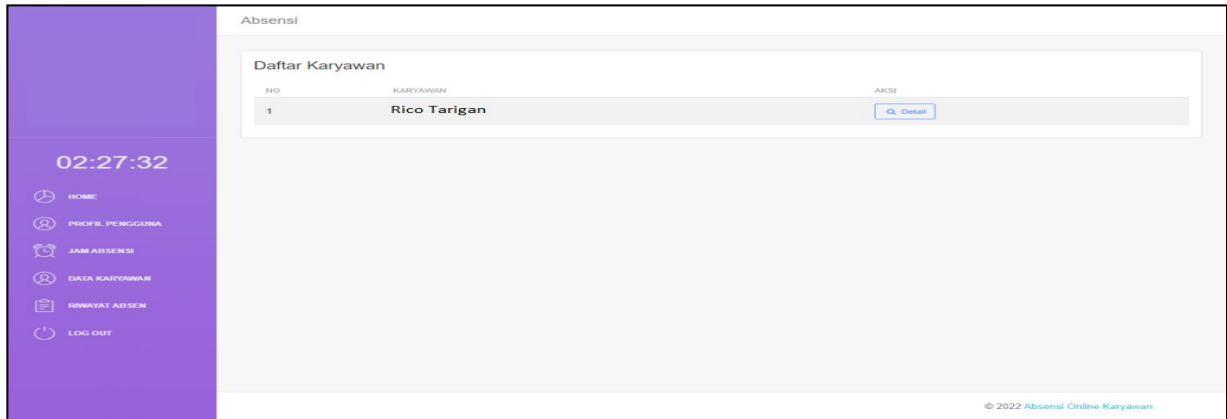 Absensi
Daftar Karyawan
NO KARYAWAN AKSI
1 Rico Tarigan Detail
02:27:32
HOME
PROFIL PENGGUNA
JAM ABSENSI
DATA KARYAWAN
RIWAYAT ABSEN
LOG OUT
© 2022 Absensi Online Karyawan